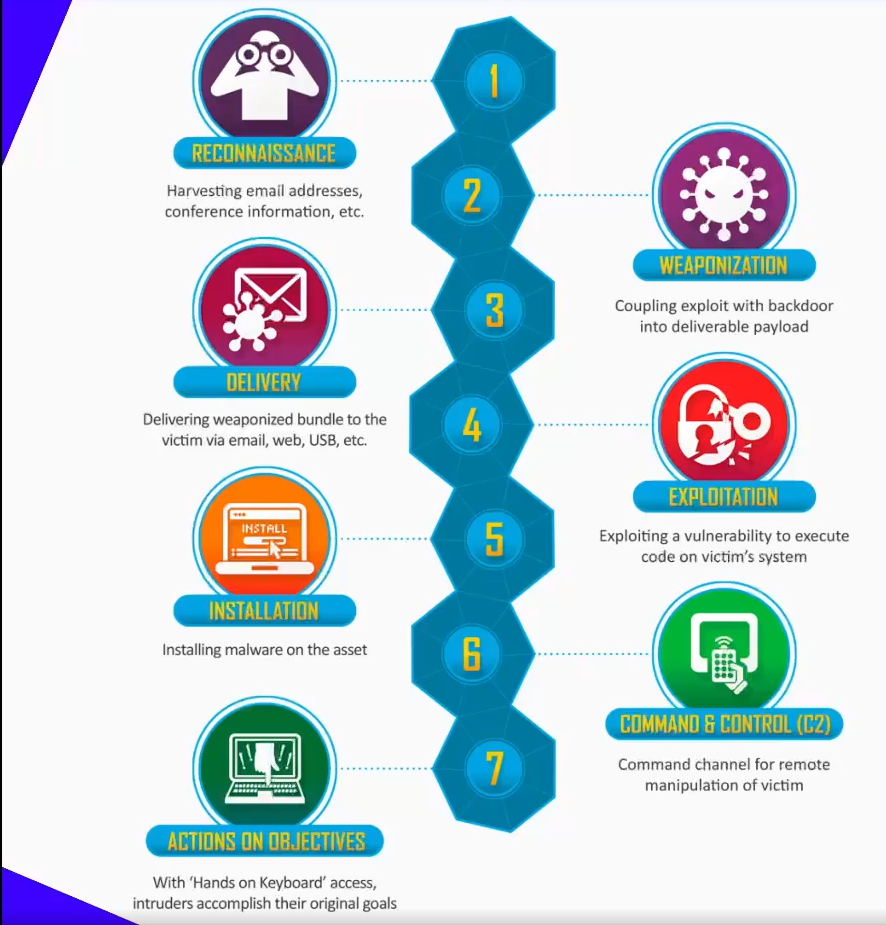 1
RECONNAISSANCE
Harvesting email addresses,
conference information, etc.
2
WEAPONIZATION
Coupling exploit with backdoor
into deliverable payload
3
DELIVERY
Delivering weaponized bundle to the
victim via email, web, USB, etc.
4
EXPLOITATION
Exploiting a vulnerability to execute
code on victim's system
5
INSTALL
INSTALLATION
Installing malware on the asset
6
COMMAND & CONTROL (C2)
Command channel for remote
manipulation of victim
7
ACTIONS ON OBJECTIVES
With 'Hands on Keyboard' access,
intruders accomplish their original goals